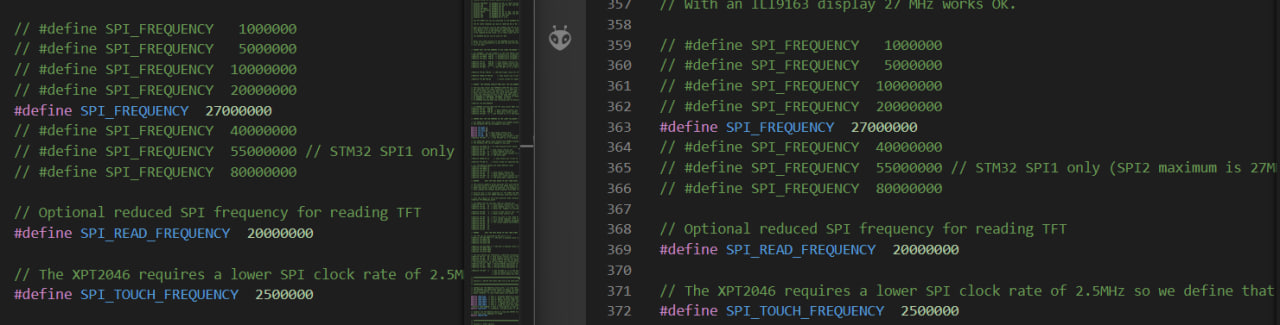 // #define SPI_FREQUENCY   1000000
// #define SPI_FREQUENCY   5000000
// #define SPI_FREQUENCY  10000000
// #define SPI_FREQUENCY  20000000
#define SPI_FREQUENCY  27000000
// #define SPI_FREQUENCY  40000000
// #define SPI_FREQUENCY  55000000 // STM32 SPI1 only
// #define SPI_FREQUENCY  80000000
// Optional reduced SPI frequency for reading TFT
#define SPI_READ_FREQUENCY  20000000
// The XPT2046 requires a lower SPI clock rate of 2.5M
#define SPI_TOUCH_FREQUENCY  2500000
357 // With an ILI9163 display 27 MHz works OK.
358
359 // #define SPI_FREQUENCY   1000000
360 // #define SPI_FREQUENCY   5000000
361 // #define SPI_FREQUENCY  10000000
362 // #define SPI_FREQUENCY  20000000
363 #define SPI_FREQUENCY  27000000
364 // #define SPI_FREQUENCY  40000000
365 // #define SPI_FREQUENCY  55000000 // STM32 SPI1 only (SPI2 maximum is 27M
366 // #define SPI_FREQUENCY  80000000
367
368 // Optional reduced SPI frequency for reading TFT
369 #define SPI_READ_FREQUENCY  20000000
370
371 // The XPT2046 requires a lower SPI clock rate of 2.5MHz so we define that
372 #define SPI_TOUCH_FREQUENCY  2500000